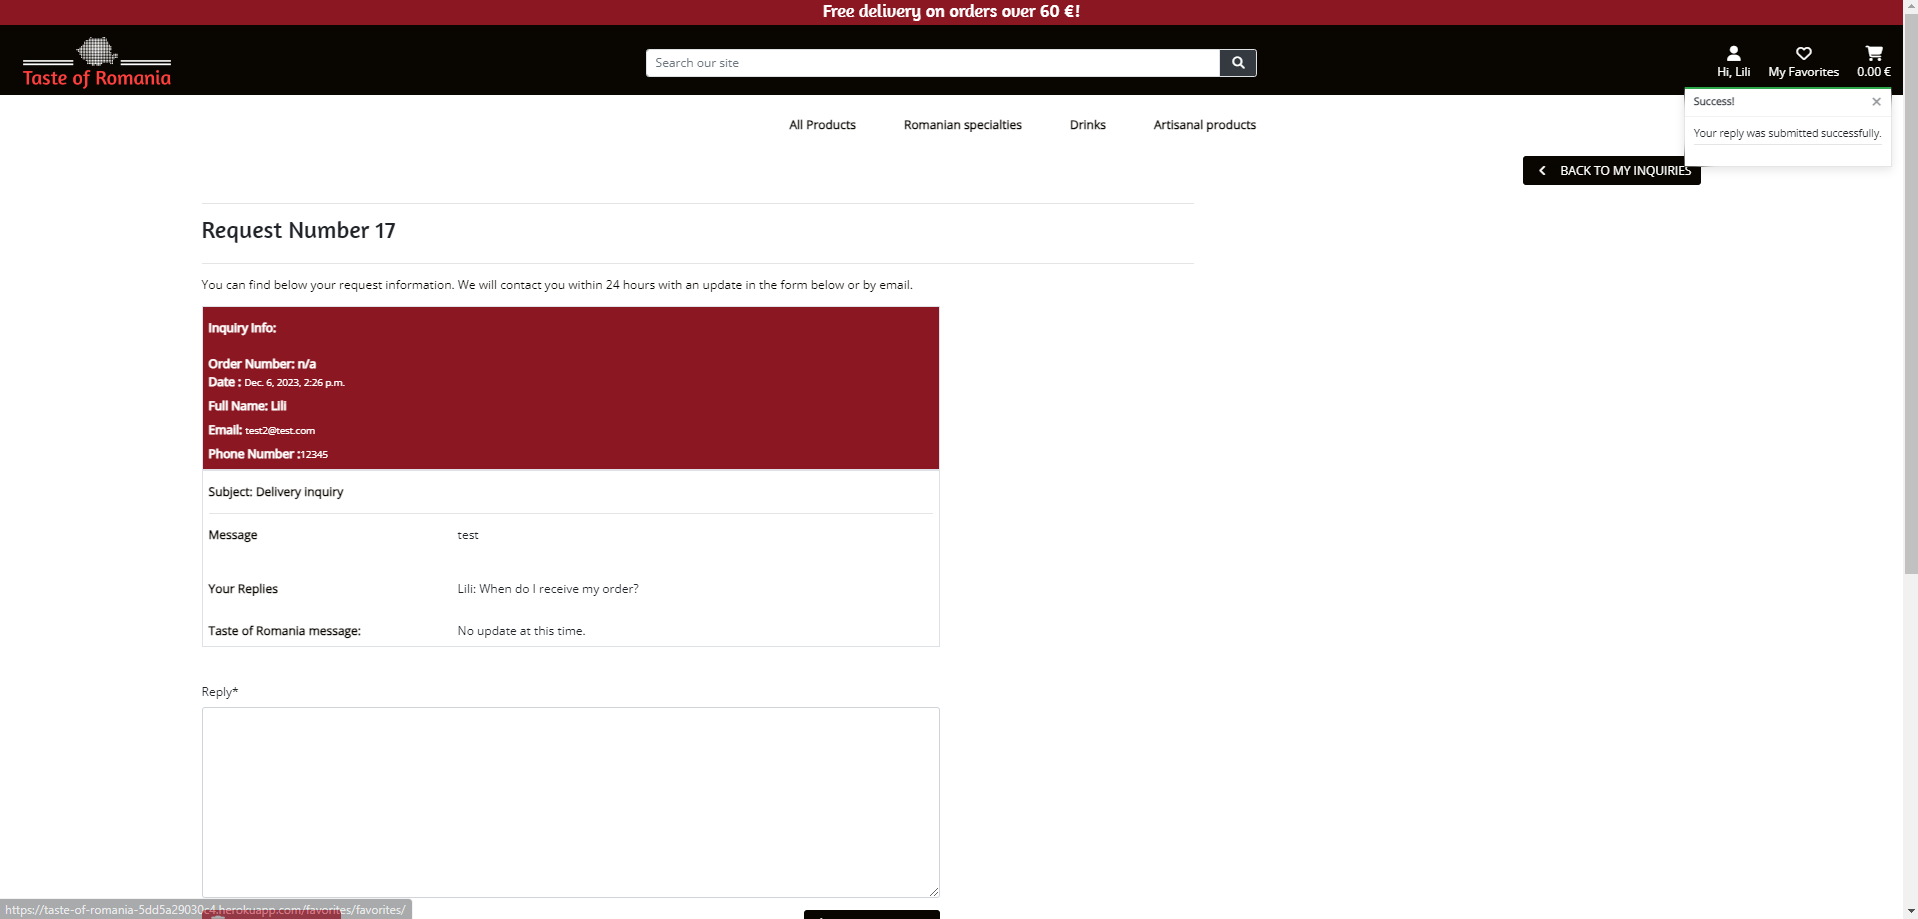 Free delivery on orders over 60 €!
Taste of Romania
Search our site
Hi, Lili
My Favorites
0.00 €
Success!
Your reply was submitted successfully.
All Products
Romanian specialties
Drinks
Artisanal products
BACK TO MY INQUIRIES
Request Number 17
You can find below your request information. We will contact you within 24 hours with an update in the form below or by email.
Inquiry Info:
Order Number: n/a
Date : Dec. 6, 2023, 2:26 p.m.
Full Name: Lili
Email: test2@test.com
Phone Number :12345
Subject: Delivery inquiry
Message test
Your Replies Lili: When do I receive my order?
Taste of Romania message: No update at this time.
Reply*
https://taste-of-romania-5dd5a29030c4.herokuapp.com/favorites/favorites/